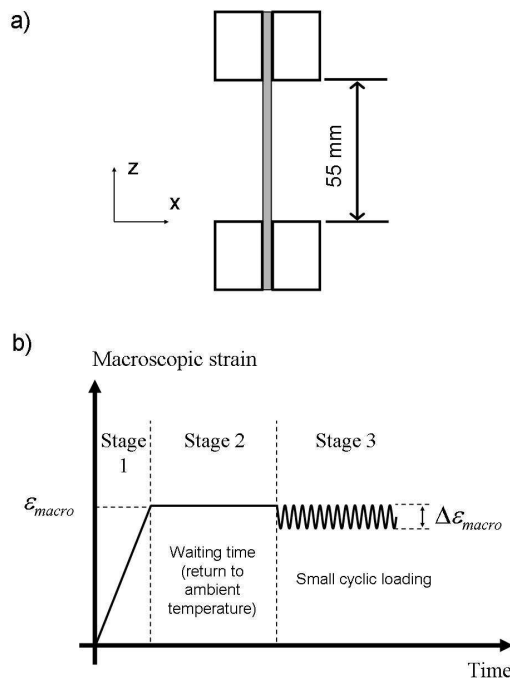 a)
55 mm
z
x
b)
Macroscopic strain
Stage
1
Stage 2
Stage 3
εmacro
Δεmacro
Waiting time
(return to
ambient
temperature)
Small cyclic loading
Time